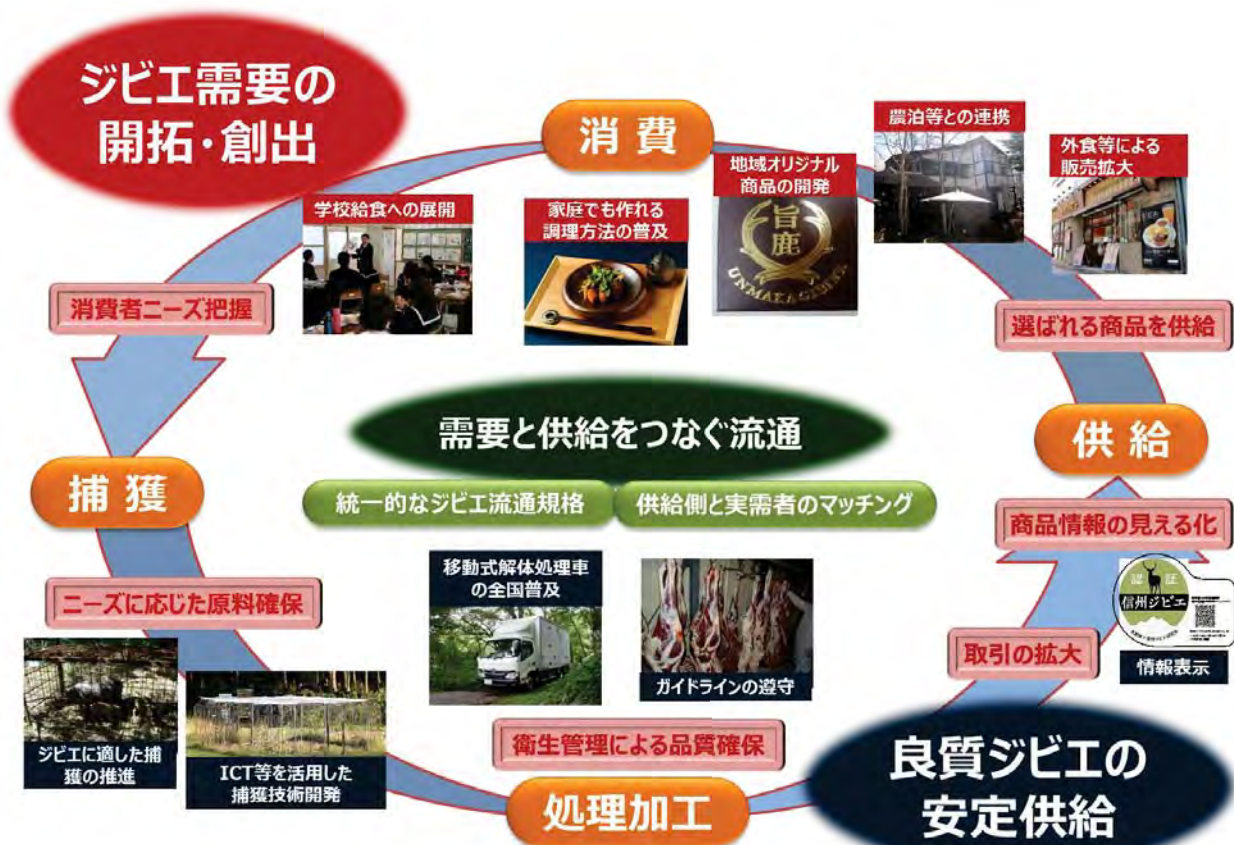 ジビエ需要の
開拓・創出
消 費
農泊等との連携
外食等による
販売拡大
地域オリジナル
商品の開発
学校給食への展開
家庭でも作れる
調理方法の普及
旨鹿
消費者ニーズ把握
選ばれる商品を供給
需要と供給をつなぐ流通
供 給
捕 獲
統一的なジビエ流通規格
供給側と実需者のマッチング
商品情報の見える化
移動式解体処理車
の全国普及
ニーズに応じた原料確保
認 証
信州ジビエ
取引の拡大
情報表示
ガイドラインの遵守
ジビエに適した捕
獲の推進
ICT等を活用した
捕獲技術開発
衛生管理による品質確保
処理加工
良質ジビエの
安定供給